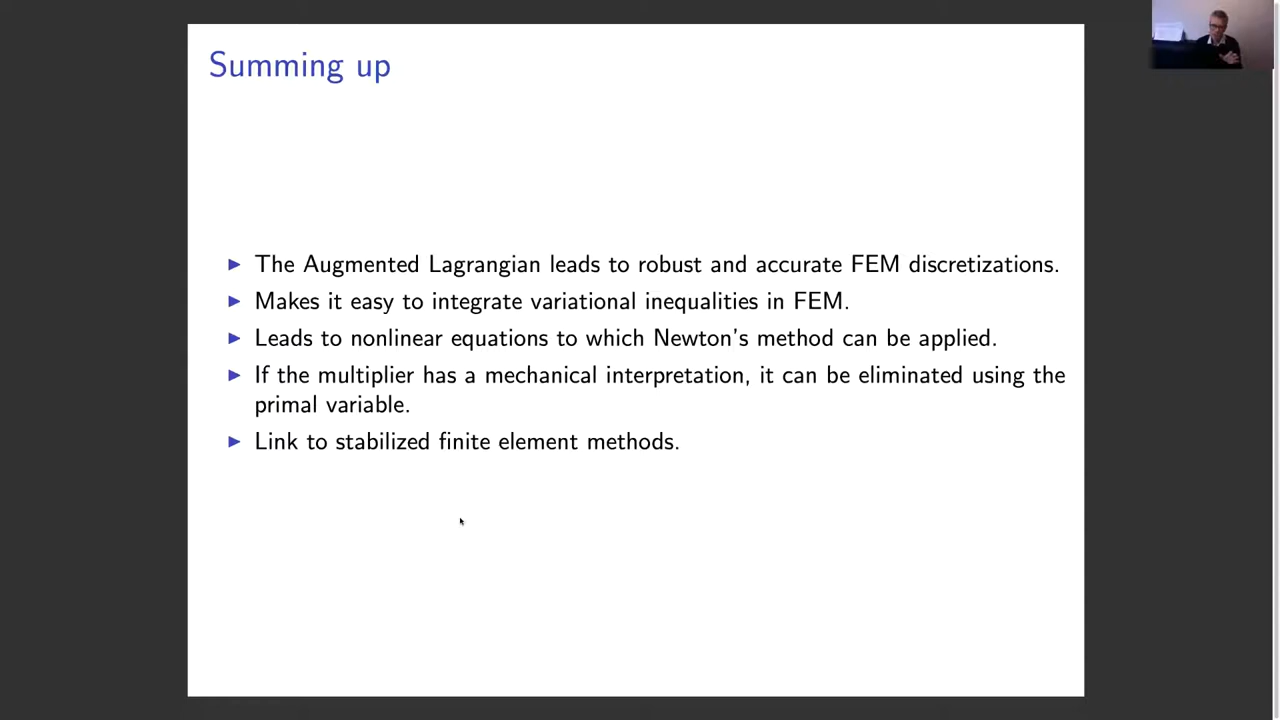 Summing up
▶ The Augmented Lagrangian leads to robust and accurate FEM discretizations.
▶ Makes it easy to integrate variational inequalities in FEM.
▶ Leads to nonlinear equations to which Newton's method can be applied.
▶ If the multiplier has a mechanical interpretation, it can be eliminated using the
primal variable.
▶ Link to stabilized finite element methods.